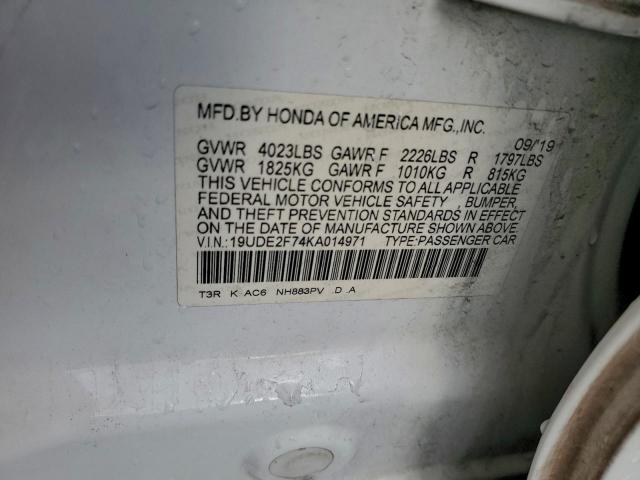 MFD.BY HONDA OF AMERICA MFG.,INC.
09/'19
GVWR 4023LBS GAWR F 2226LBS R 1797LBS
GVWR 1825KG GAWR F 1010KG R 815KG
THIS VEHICLE CONFORMS TO ALL APPLICABLE
FEDERAL MOTOR VEHICLE SAFETY , BUMPER,
AND THEFT PREVENTION STANDARDS IN EFFECT
ON THE DATE OF MANUFACTURE SHOWN ABOVE.
V.I.N.:19UDE2F74KA014971 TYPE:PASSENGER CAR
T3R K AC6 NH883PV .D .A